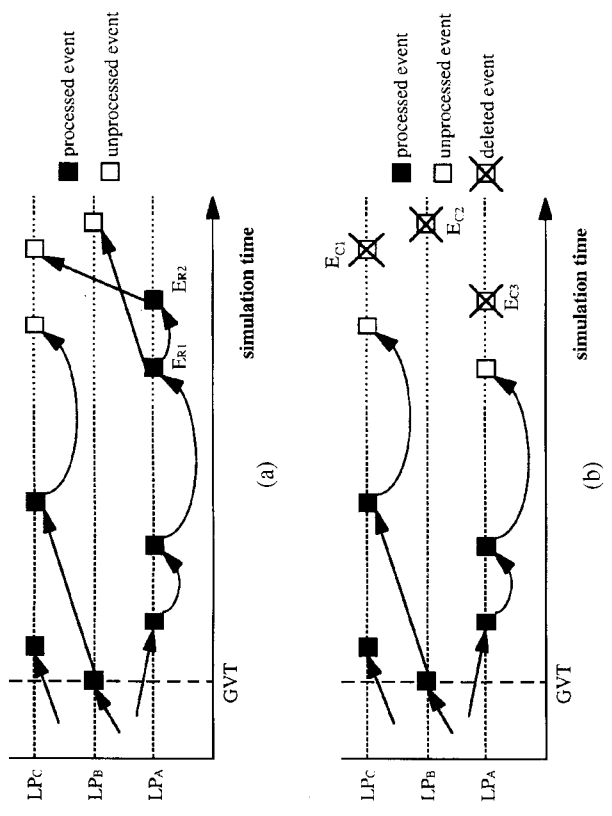 LPC
LPB
LPA
GVT
ER1
ER2
simulation time
processed event
unprocessed event
(a)
LPC
LPB
LPA
GVT
EC1
EC2
EC3
simulation time
processed event
unprocessed event
deleted event
(b)